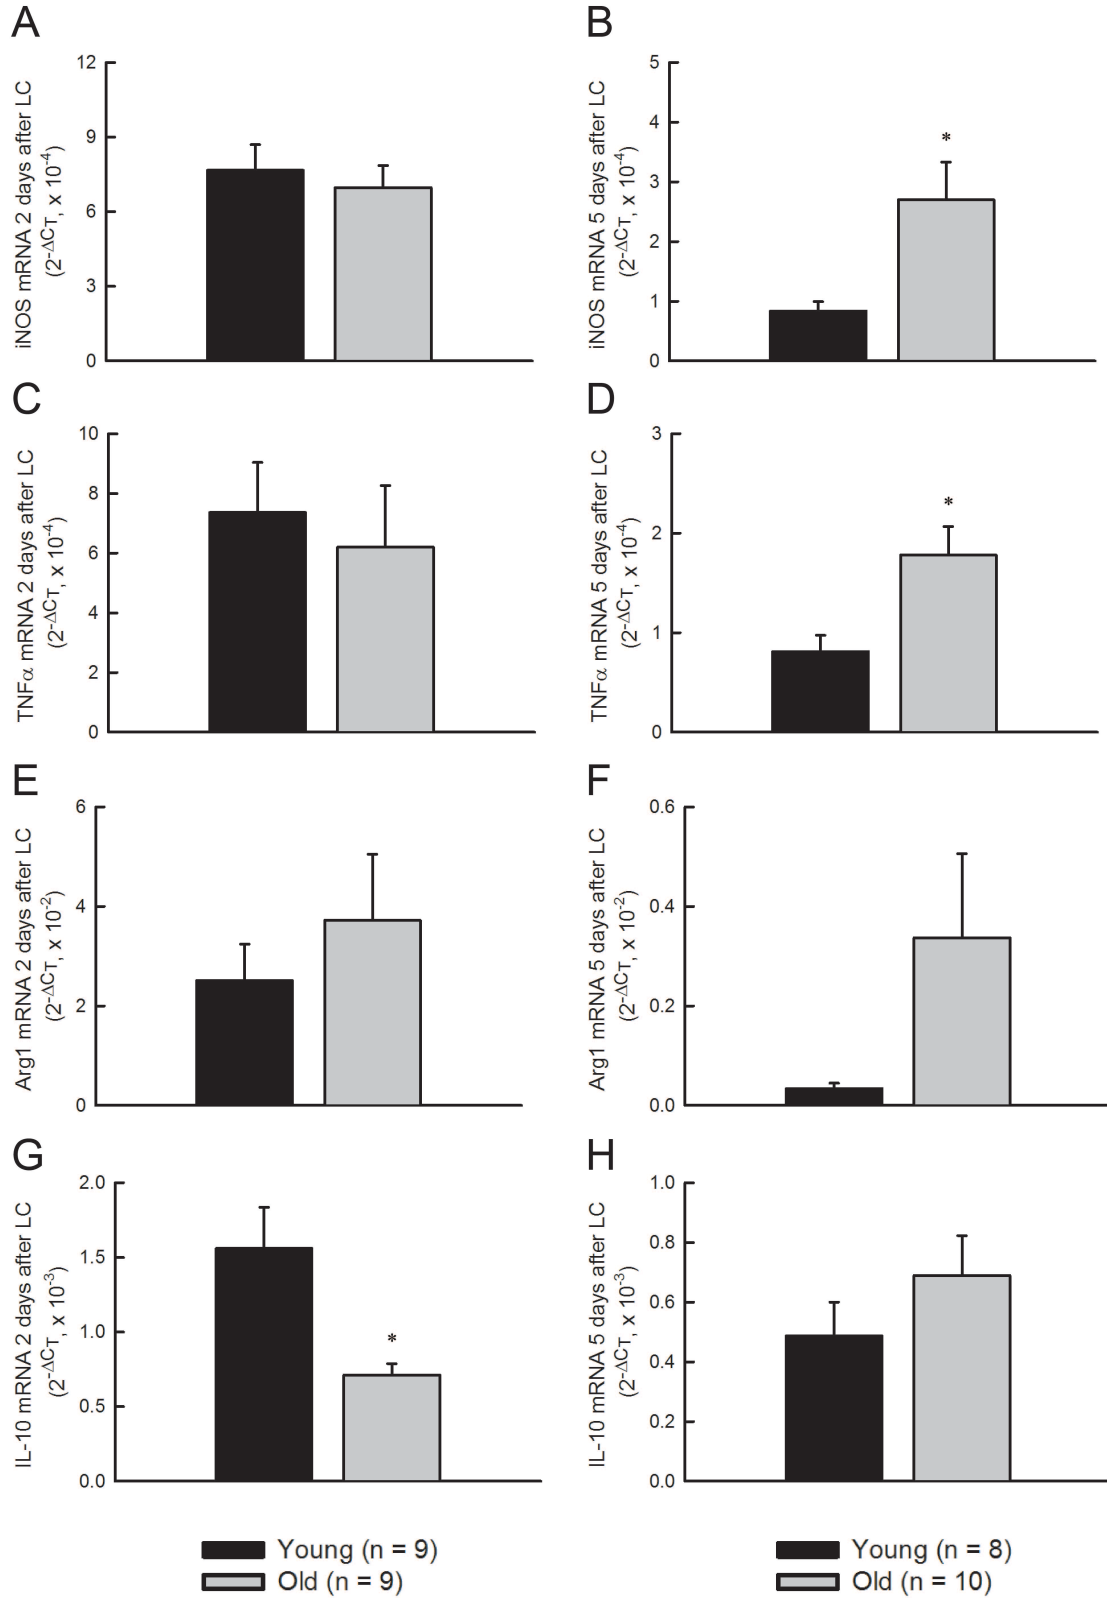 A
iNOS mRNA 2 days after LC
(2-ΔCT, x 10-4)
12
9
6
3
0
B
iNOS mRNA 5 days after LC
(2-ΔCT, x 10-4)
5
4
3
2
1
0
*
C
TNFα mRNA 2 days after LC
(2-ΔCT, x 10-4)
10
8
6
4
2
0
D
TNFα mRNA 5 days after LC
(2-ΔCT, x 10-4)
3
2
1
0
*
E
Arg1 mRNA 2 days after LC
(2-ΔCT, x 10-2)
6
4
2
0
F
Arg1 mRNA 5 days after LC
(2-ΔCT, x 10-2)
0.6
0.4
0.2
0.0
G
IL-10 mRNA 2 days after LC
(2-ΔCT, x 10-3)
2.0
1.5
1.0
0.5
0.0
*
H
IL-10 mRNA 5 days after LC
(2-ΔCT, x 10-3)
1.0
0.8
0.6
0.4
0.2
0.0
Young (n = 9)
Old (n = 9)
Young (n = 8)
Old (n = 10)